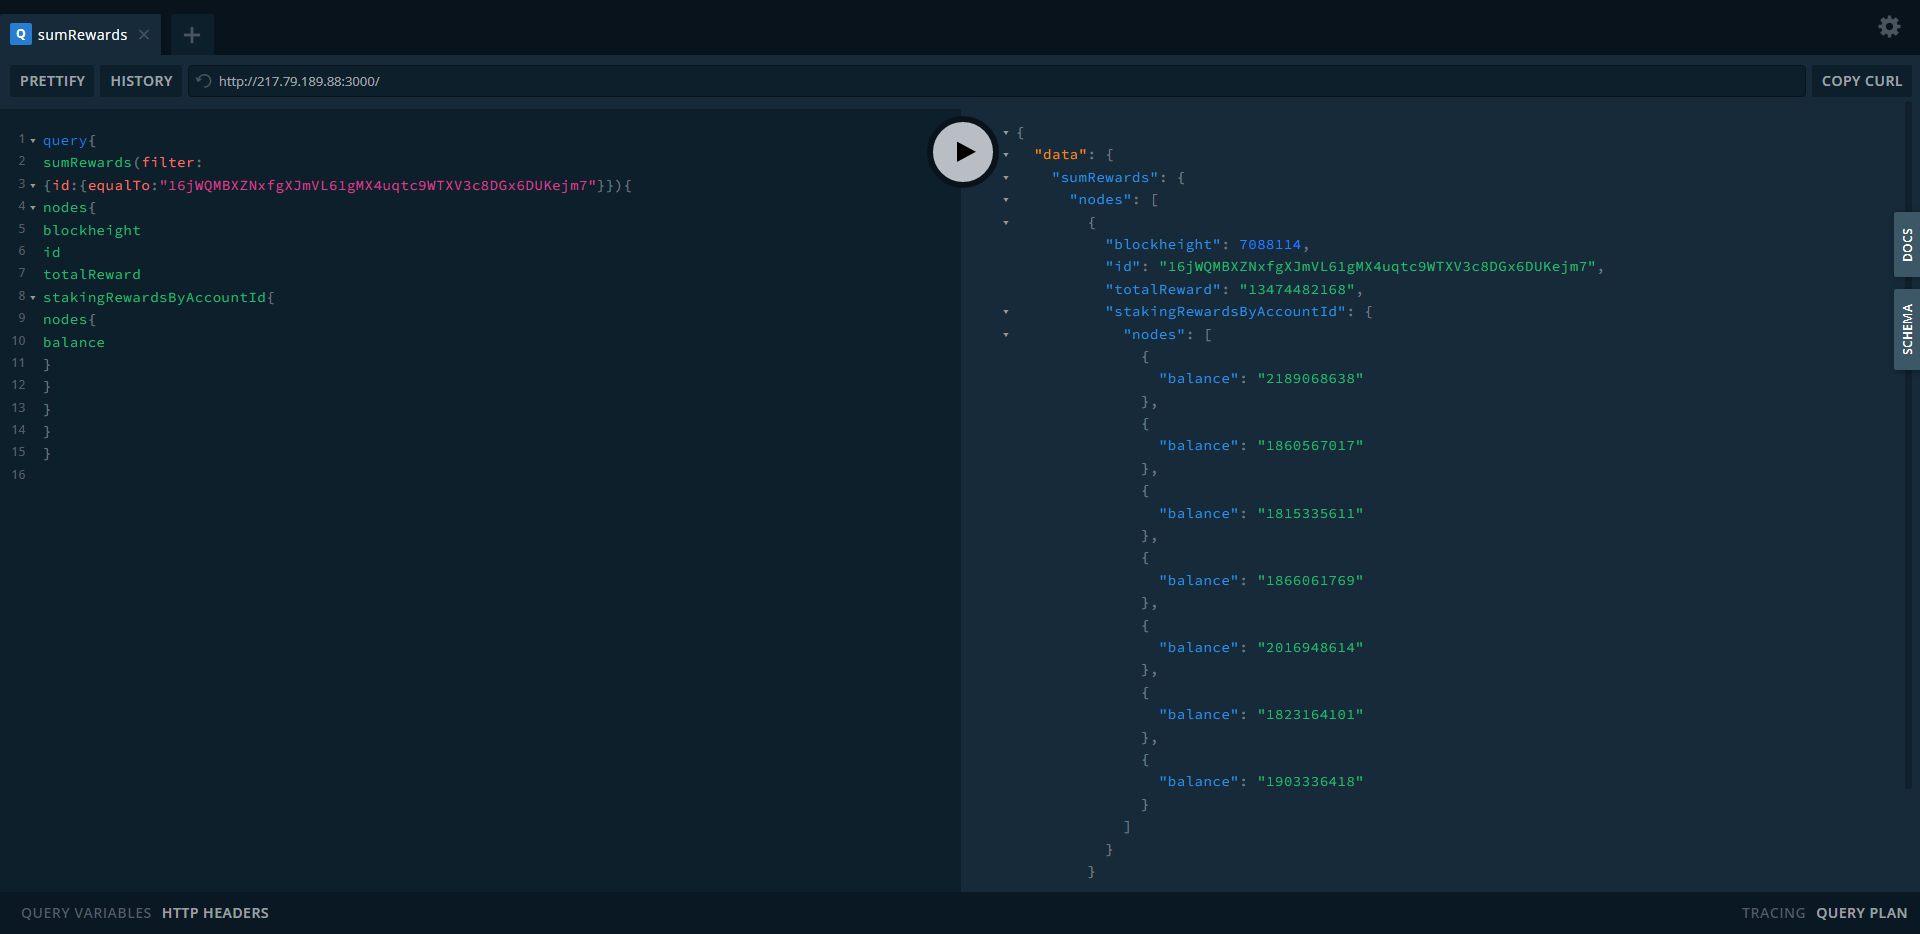 Q sumRewards
PRETTIFY HISTORY http://217.79.189.88:3000/ COPY CURL
1 query{
2 sumRewards(filter:
3 {id:{equalTo:"16jWQMBXZNxfgXJmVL61gMX4uqtc9WTXV3c8DGx6DUKejm7"}}){
4 nodes{
5 blockheight
6 id
7 totalReward
8 stakingRewardsByAccountId{
9 nodes{
10 balance
11 }
12 }
13 }
14 }
15 }
16
{
"data": {
"sumRewards": {
"nodes": [
{
"blockheight": 7088114,
"id": "16jWQMBXZNxfgXJmVL61gMX4uqtc9WTXV3c8DGx6DUKejm7",
"totalReward": "13474482168",
"stakingRewardsByAccountId": {
"nodes": [
{
"balance": "2189068638"
},
{
"balance": "1860567017"
},
{
"balance": "1815335611"
},
{
"balance": "1866061769"
},
{
"balance": "2016948614"
},
{
"balance": "1823164101"
},
{
"balance": "1903336418"
}
]
}
}
DOCS
SCHEMA
QUERY VARIABLES HTTP HEADERS
TRACING QUERY PLAN